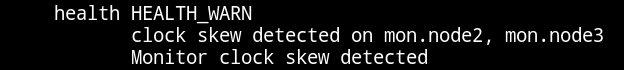 health HEALTH_WARN
clock skew detected on mon.node2, mon.node3
Monitor clock skew detected